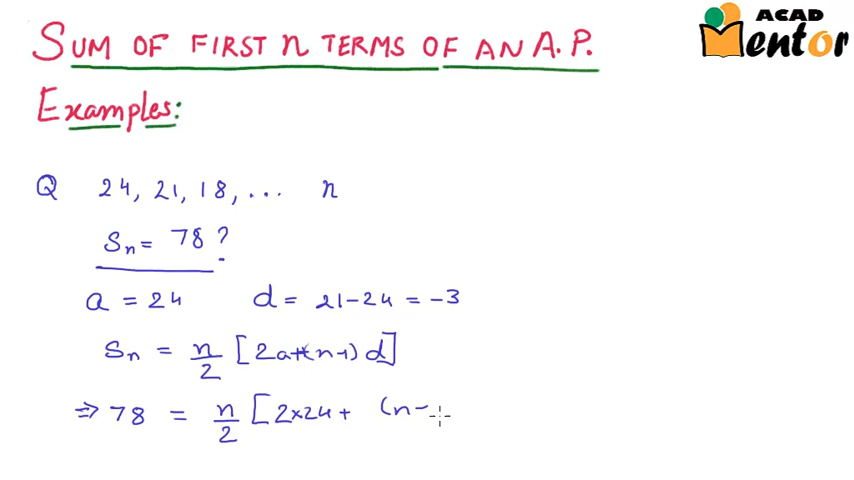 SUM OF FIRST n TERMS OF AN A.P.
ACAD
MentOr
Examples:
Q 24, 21, 18, ... n
Sn = 78 ?
a = 24 d = 21-24 = -3
Sn = n/2 [2a+(n-1) d]
⇒ 78 = n/2 [2×24 + (n-